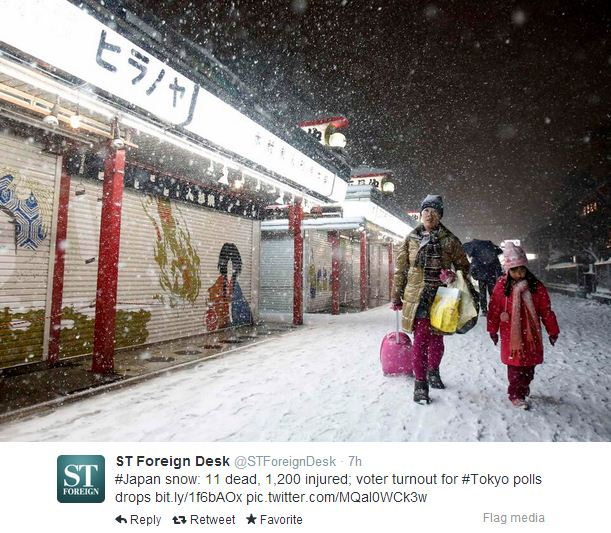 ヒラノヤ
ST
FOREIGN
ST Foreign Desk @STForeignDesk · 7h
#Japan snow: 11 dead, 1,200 injured; voter turnout for #Tokyo polls
drops bit.ly/1f6bAOx pic.twitter.com/MQal0WCk3w
Reply Retweet Favorite
Flag media